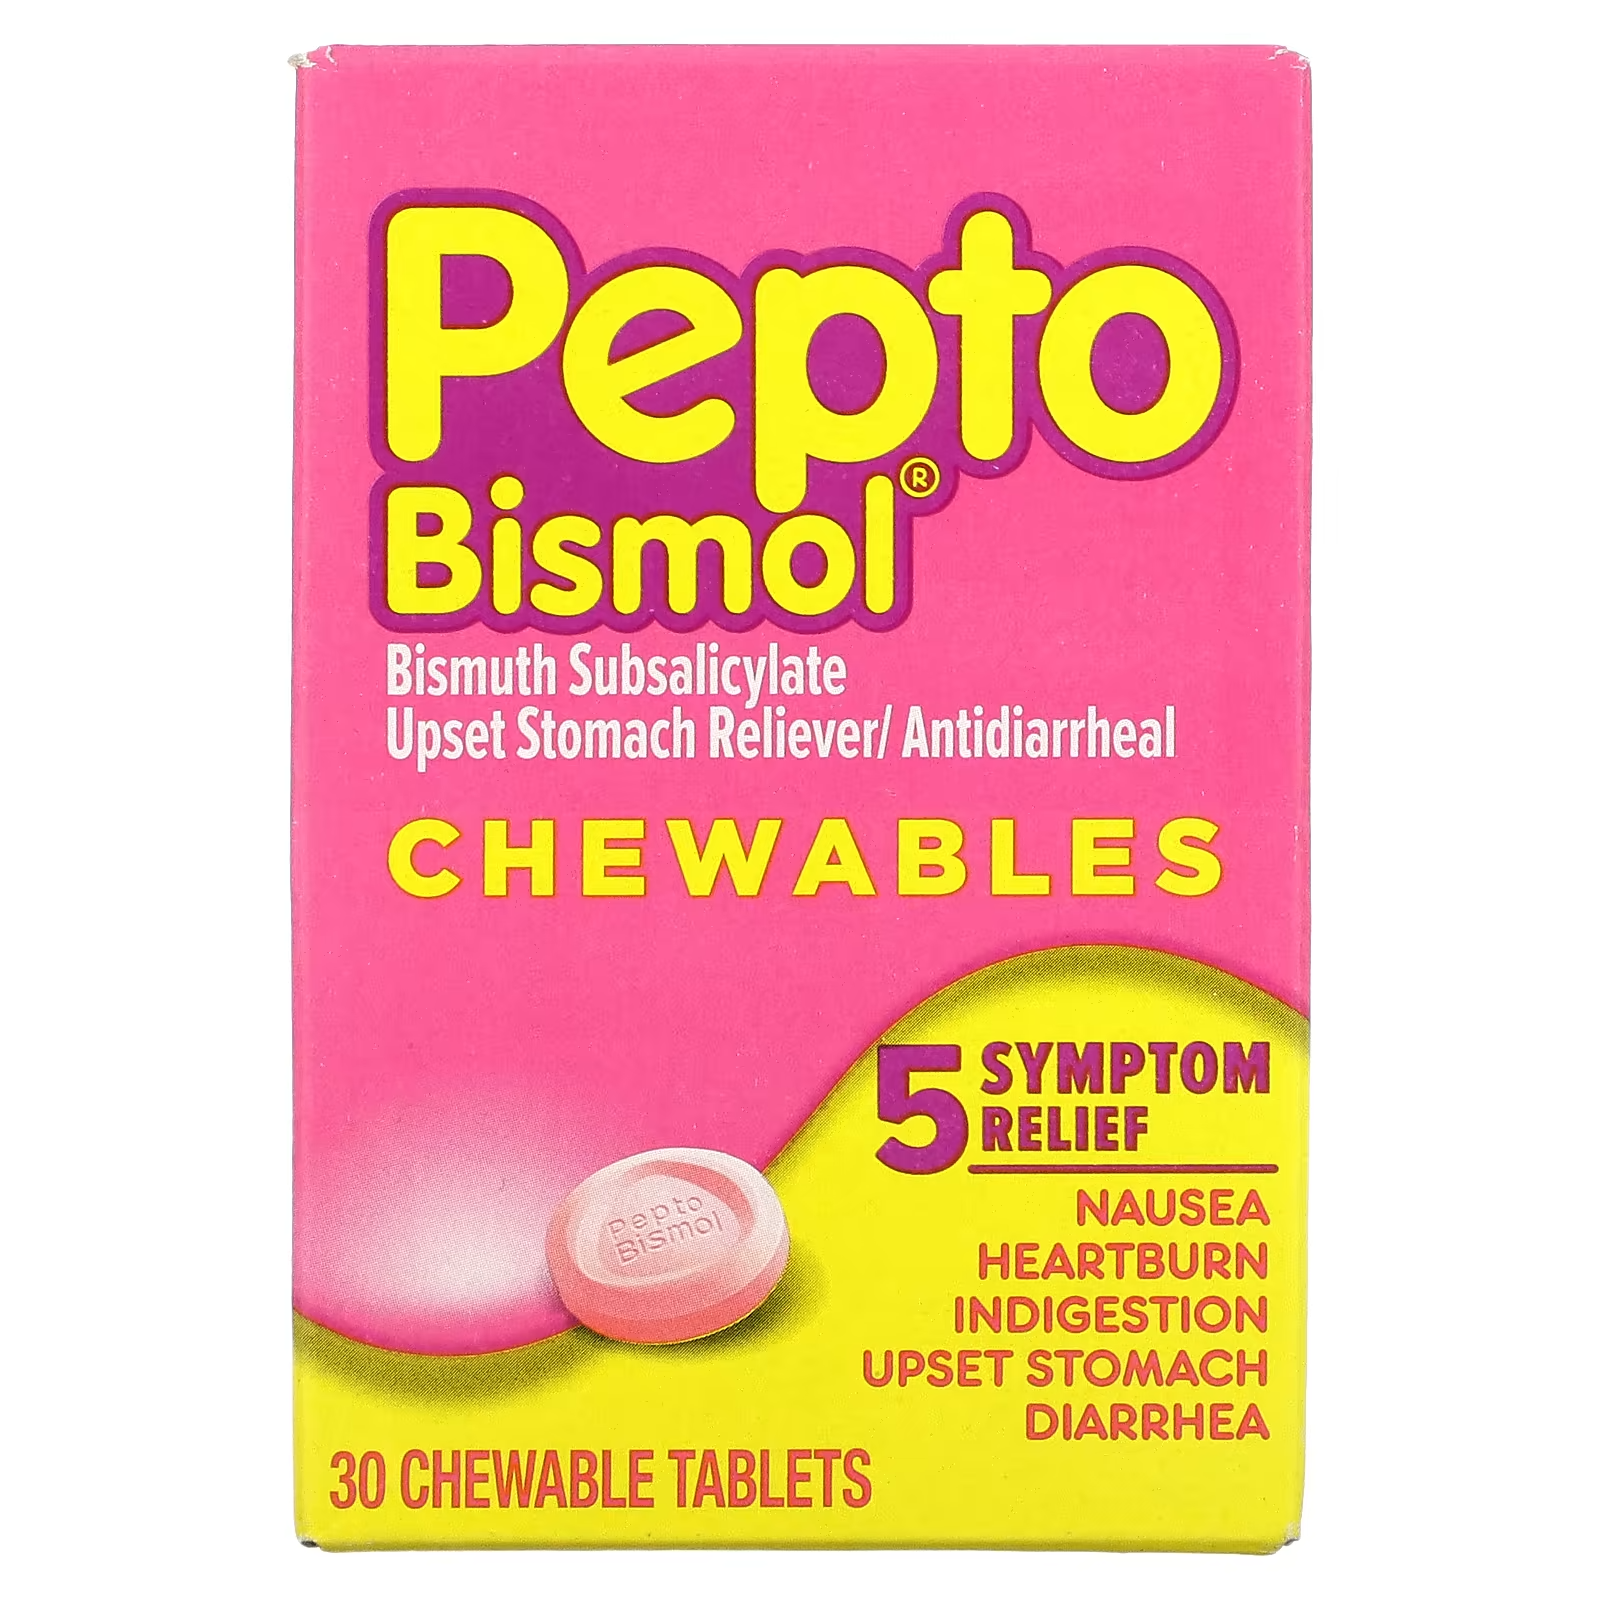 Pepto
Bismol®
Bismuth Subsalicylate
Upset Stomach Reliever/ Antidiarrheal
CHEWABLES
5 SYMPTOM
RELIEF
NAUSEA
HEARTBURN
INDIGESTION
UPSET STOMACH
DIARRHEA
Pepto
Bismol
30 CHEWABLE TABLETS